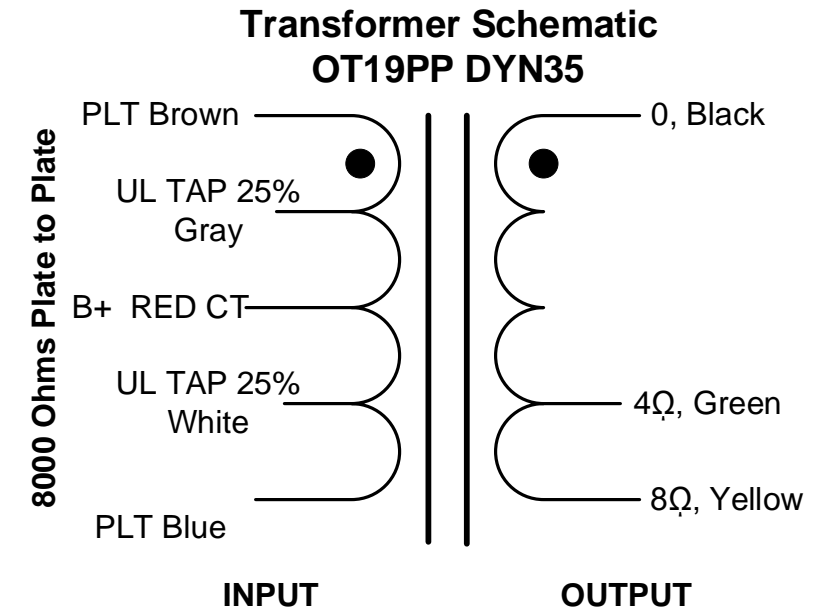 Transformer Schematic
OT19PP DYN35
8000 Ohms Plate to Plate
PLT Brown
UL TAP 25%
Gray
B+ RED CT
UL TAP 25%
White
PLT Blue
0, Black
4Ω, Green
8Ω, Yellow
INPUT
OUTPUT